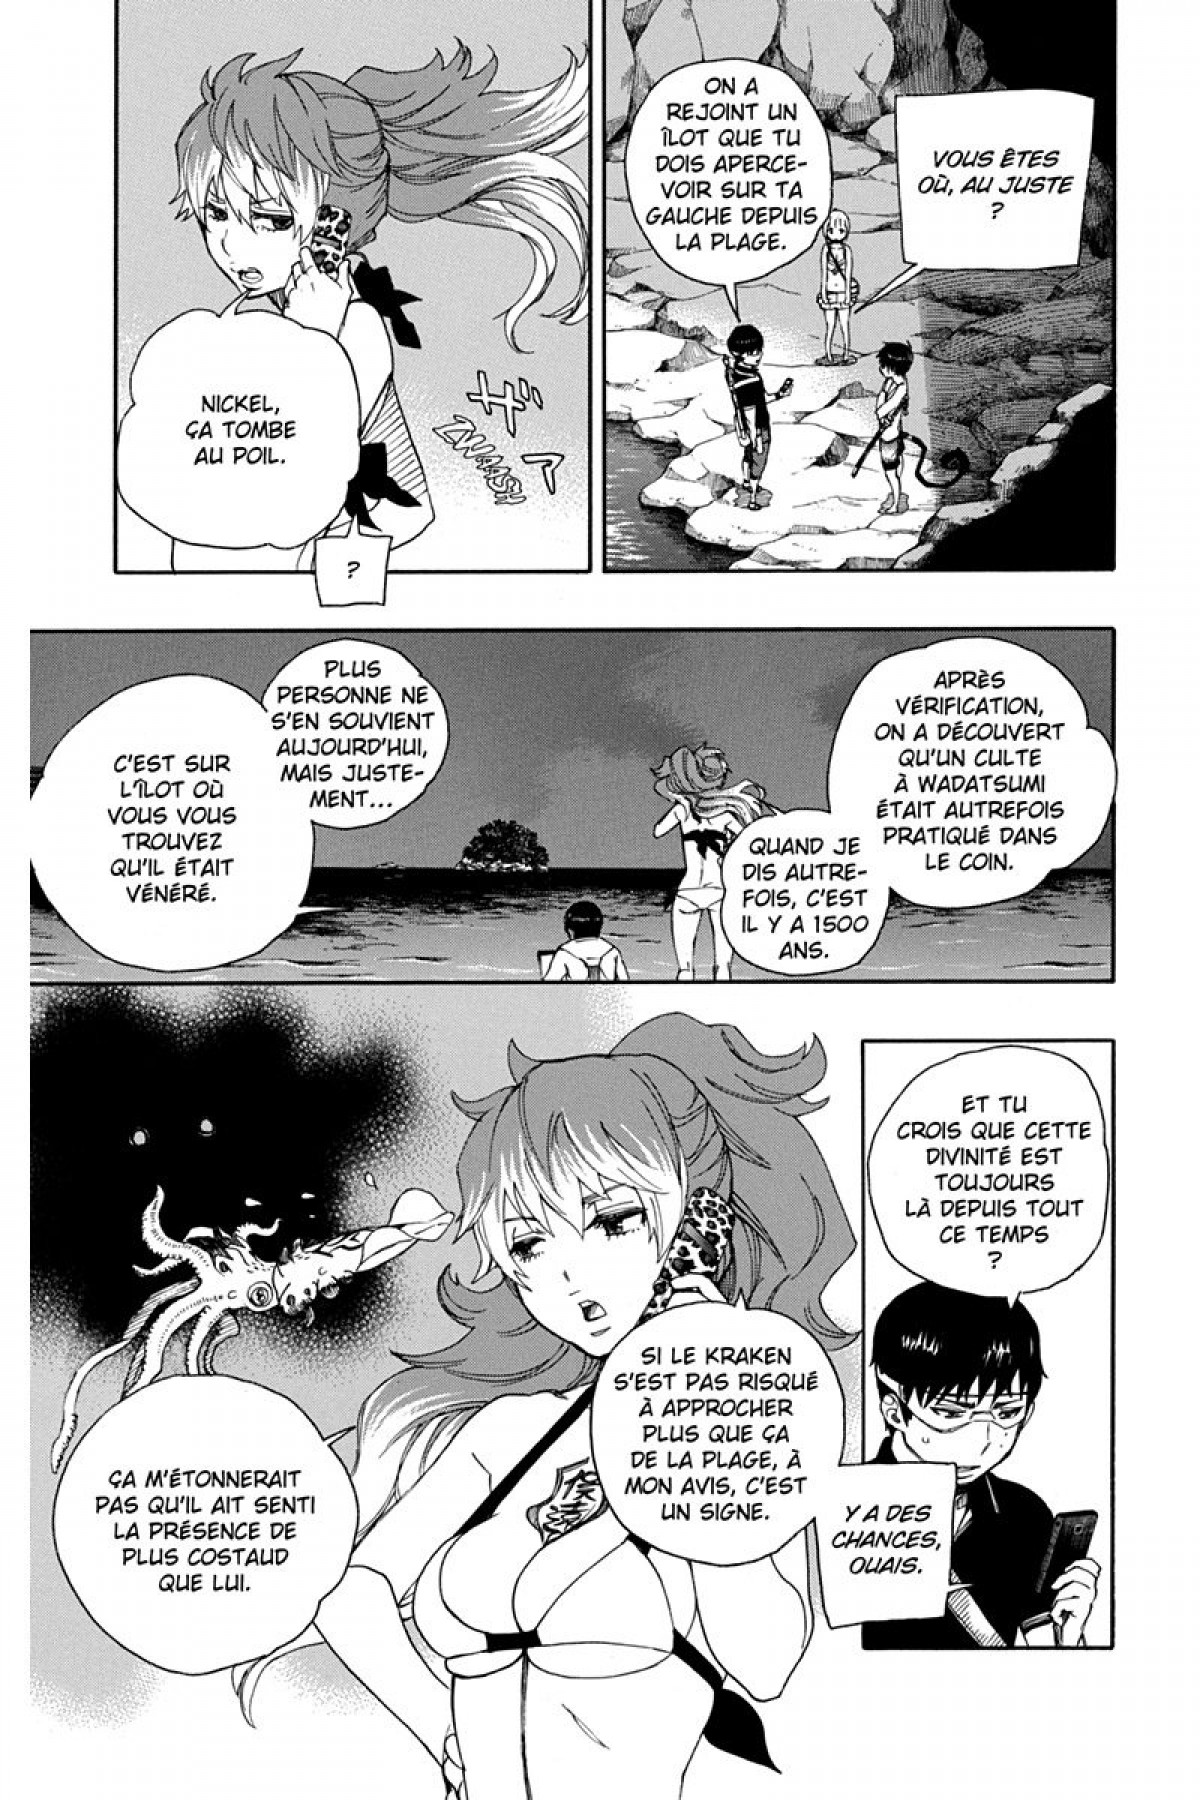 VOUS ÊTES
OÙ, AU JUSTE
?
ON A
REJOINT UN
ÎLOT QUE TU
DOIS APERCE-
VOIR SUR TA
GAUCHE DEPUIS
LA PLAGE.
NICKEL,
ÇA TOMBE
AU POIL.
ザァ
ZWAASH
?
APRÈS
VÉRIFICATION,
ON A DÉCOUVERT
QU'UN CULTE
À WADATSUMI
ÉTAIT AUTREFOIS
PRATIQUÉ DANS
LE COIN.
QUAND JE
DIS AUTRE-
FOIS, C'EST
IL Y A 1500
ANS.
PLUS
PERSONNE NE
S'EN SOUVIENT
AUJOURD'HUI,
MAIS JUSTE-
MENT...
C'EST SUR
L'ÎLOT OÙ
VOUS VOUS
TROUVEZ
QU'IL ÉTAIT
VÉNÉRÉ.
ET TU
CROIS QUE CETTE
DIVINITÉ EST
TOUJOURS
LÀ DEPUIS TOUT
CE TEMPS
?
Y A DES
CHANCES,
OUAIS.
SI LE KRAKEN
S'EST PAS RISQUÉ
À APPROCHER
PLUS QUE ÇA
DE LA PLAGE, À
MON AVIS, C'EST
UN SIGNE.
ÇA M'ÉTONNERAIT
PAS QU'IL AIT SENTI
LA PRÉSENCE DE
PLUS COSTAUD
QUE LUI.